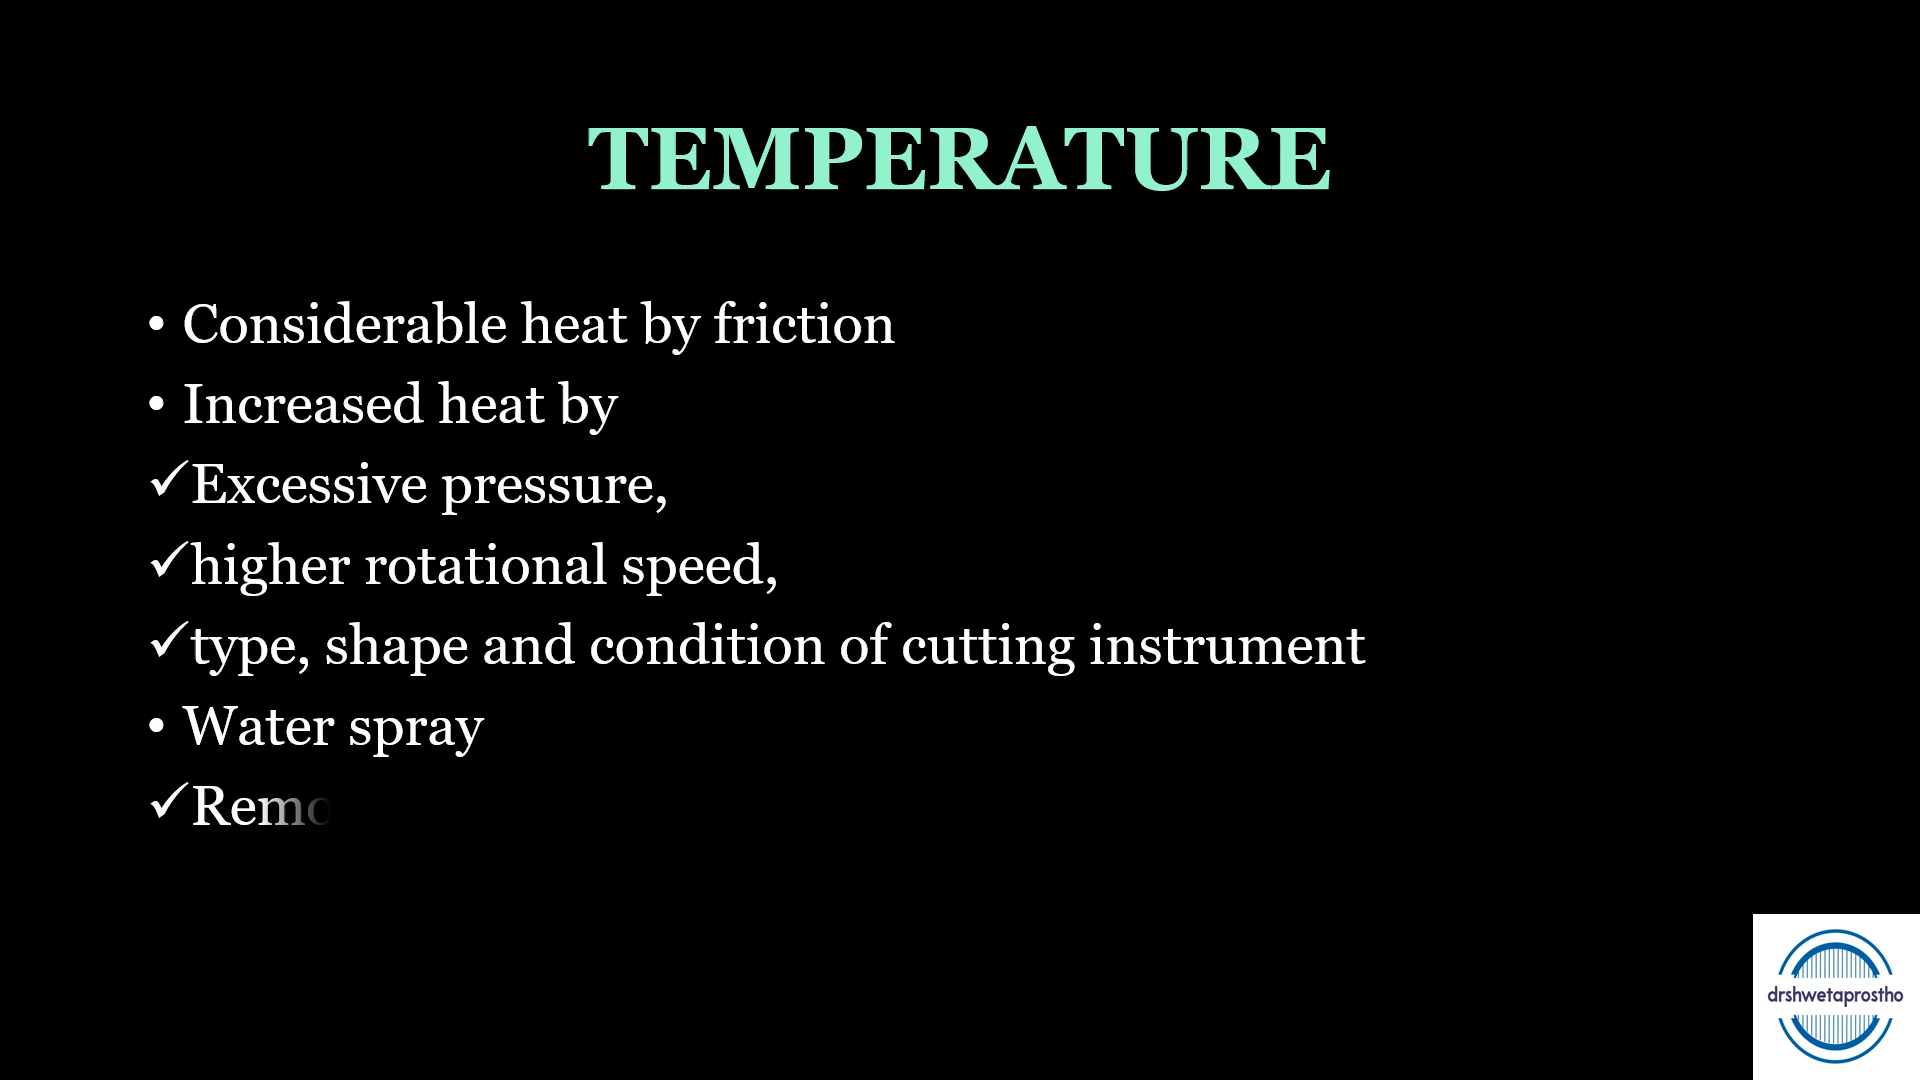 TEMPERATURE
• Considerable heat by friction
• Increased heat by
✓Excessive pressure,
✓higher rotational speed,
✓type, shape and condition of cutting instrument
• Water spray
✓Remo
drshwetaprostho